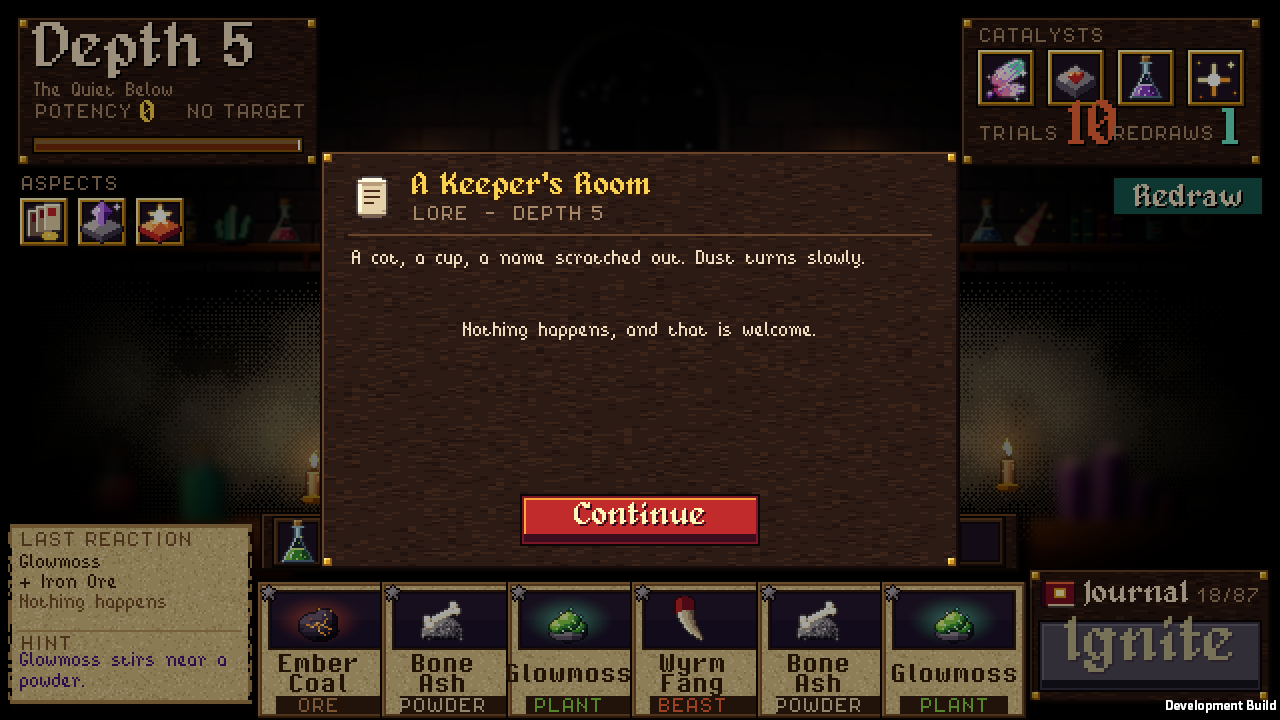 Depth 5
The Quiet Below
POTENCY 0 NO TARGET
ASPECTS
CATALYSTS
TRIALS 10 REDRAWS 1
Redraw
A Keeper's Room
LORE - DEPTH 5
A cot, a cup, a name scratched out. Dust turns slowly.
Nothing happens, and that is welcome.
Continue
LAST REACTION
Glowmoss
+ Iron Ore
Nothing happens
HINT
Glowmoss stirs near a
powder.
Ember
Coal
ORE
Bone
Ash
POWDER
Glowmoss
PLANT
Wyrm
Fang
BEAST
Bone
Ash
POWDER
Glowmoss
PLANT
Journal 18/87
Ignite
Development Build